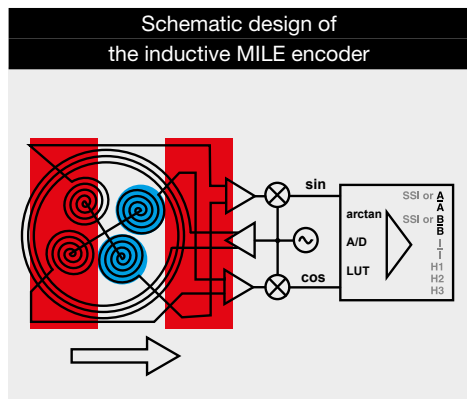 Schematic design of
the inductive MILE encoder
sin
cos
arctan
A/D
LUT
SSI or A
A̅
SSI or B
B̅
I
I̅
H1
H2
H3